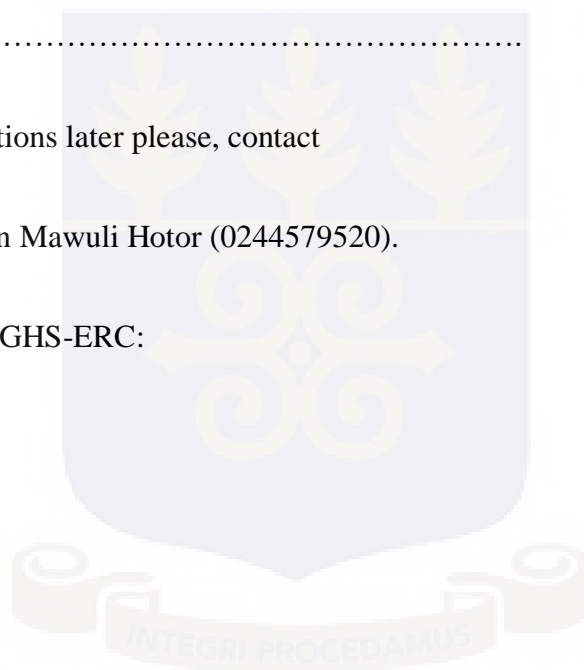 ………………………………………….
tions later please, contact
n Mawuli Hotor (0244579520).
GHS-ERC:
INTEGRI PROCEDAMUS